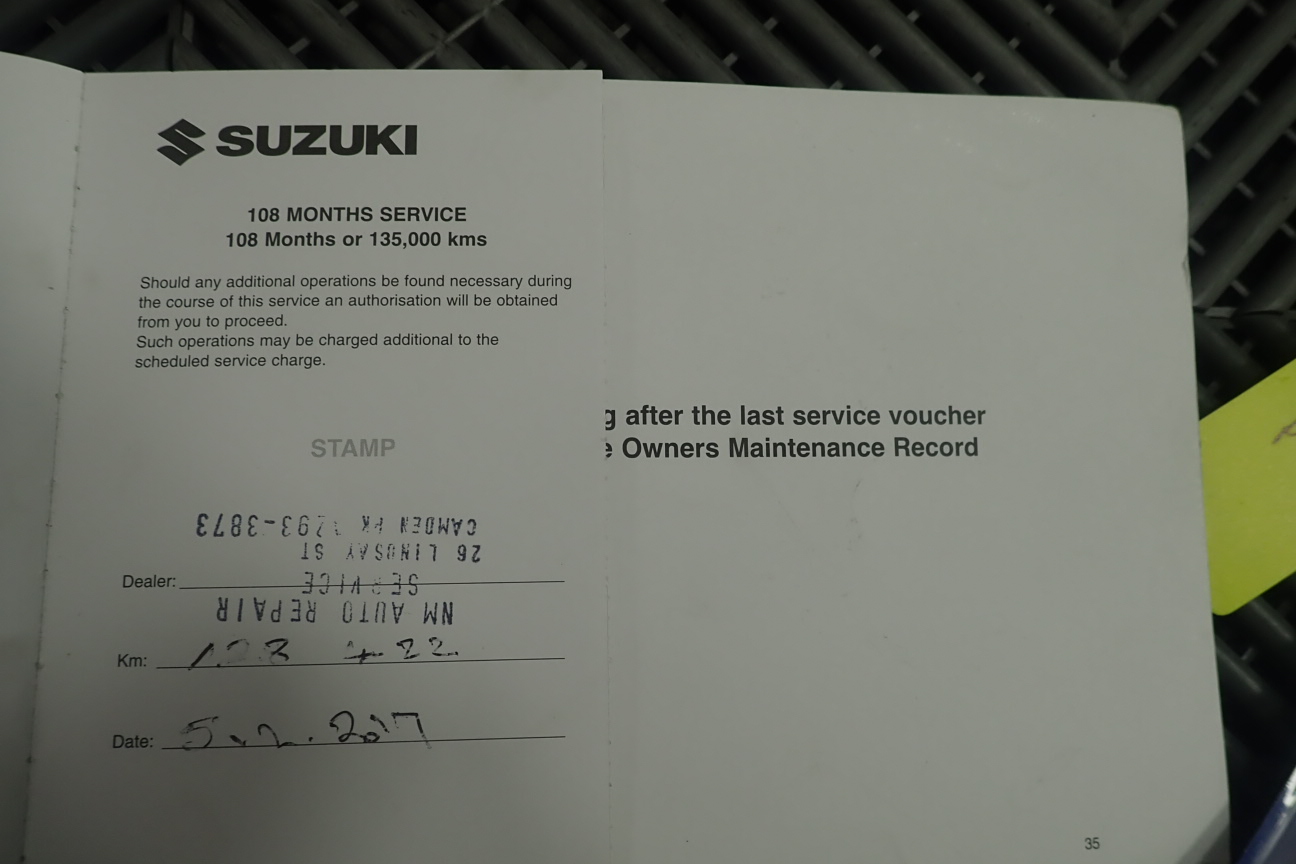 SUZUKI
108 MONTHS SERVICE
108 Months or 135,000 kms
Should any additional operations be found necessary during
the course of this service an authorisation will be obtained
from you to proceed.
Such operations may be charged additional to the
scheduled service charge.
g after the last service voucher
e Owners Maintenance Record
STAMP
NM AUTO REPAIR
SERVICE
26 LINDSAY ST
CAMDEN PK 293-3873
Dealer:
Km:
Date: 5.2.2017
35